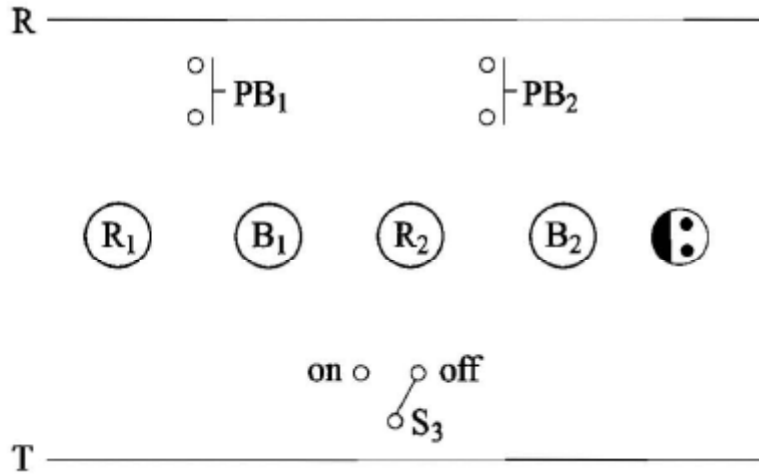 R
PB₁ PB₂
R₁ B₁ R₂ B₂
on off
S₃
T